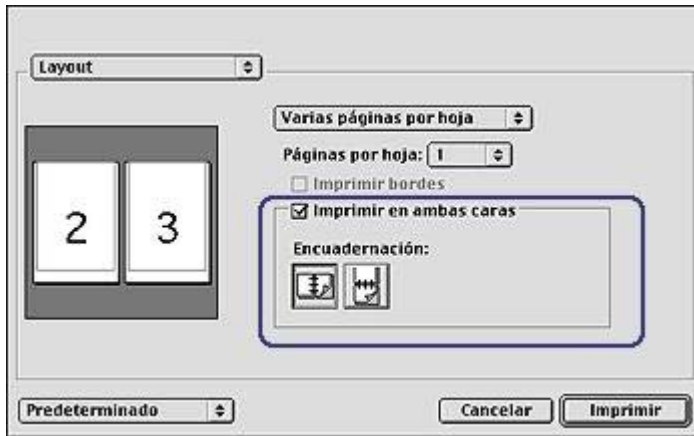 Layout
Varias páginas por hoja
Páginas por hoja: 1
Imprimir bordes
Imprimir en ambas caras
2 3
Encuadernación:
Predeterminado
Cancelar
Imprimir